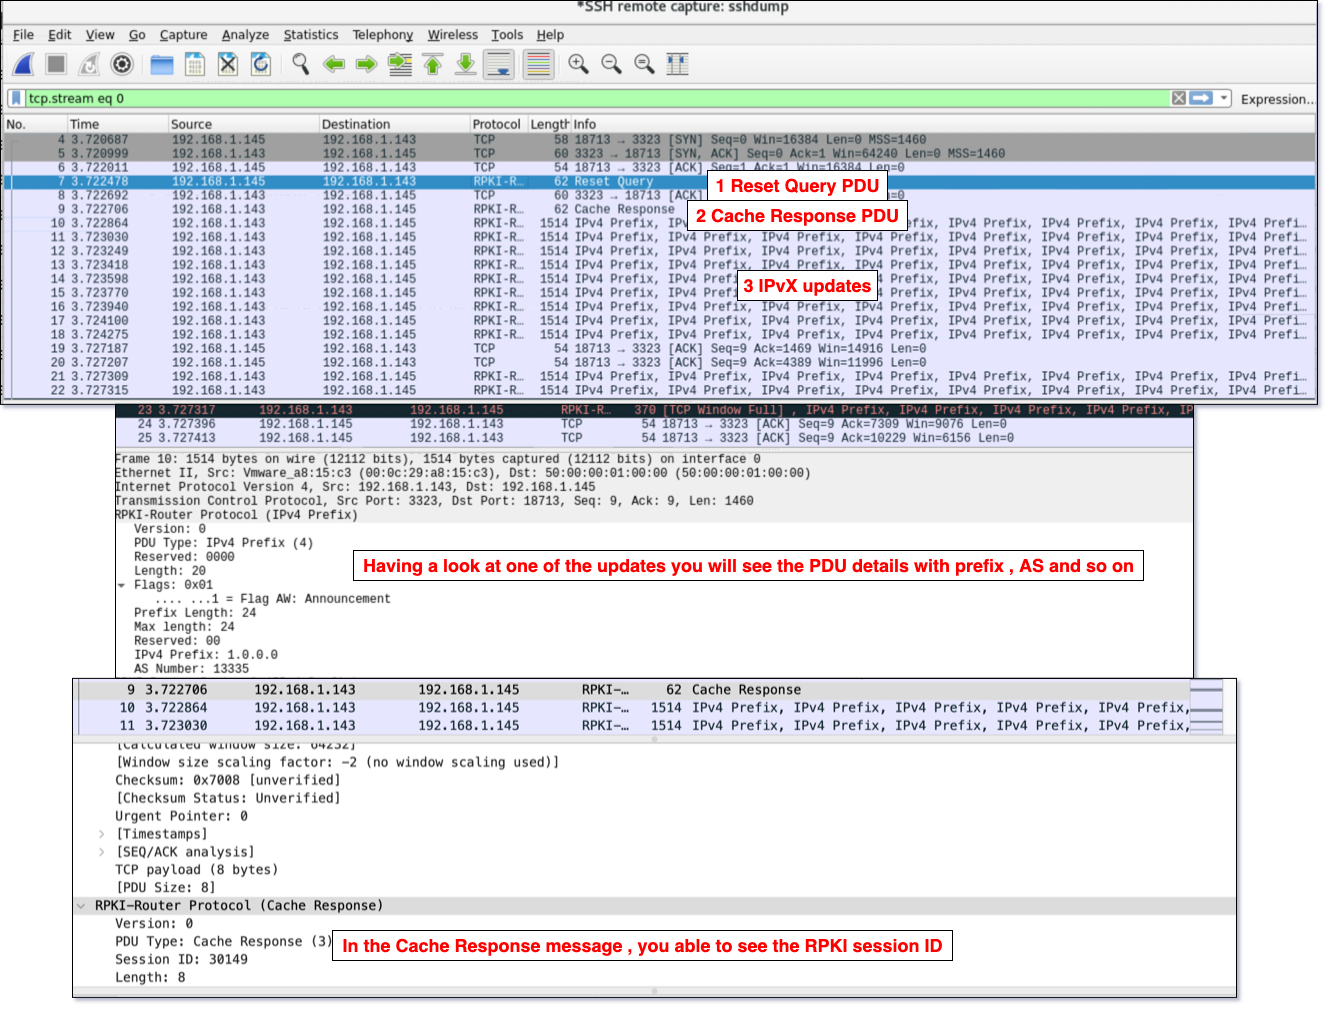 *SSH remote capture: sshdump
File Edit View Go Capture Analyze Statistics Telephony Wireless Tools Help
tcp.stream eq 0 Expression...
No. Time Source Destination Protocol Length Info
4 3.720687 192.168.1.145 192.168.1.143 TCP 58 18713 → 3323 [SYN] Seq=0 Win=16384 Len=0 MSS=1460
5 3.720999 192.168.1.143 192.168.1.145 TCP 60 3323 → 18713 [SYN, ACK] Seq=0 Ack=1 Win=64240 Len=0 MSS=1460
6 3.722011 192.168.1.145 192.168.1.143 TCP 54 18713 → 3323 [ACK] Seq=1 Ack=1 Win=16384 Len=0
7 3.722478 192.168.1.145 192.168.1.143 RPKI-R… 62 Reset Query
1 Reset Query PDU
8 3.722692 192.168.1.143 192.168.1.145 TCP 60 3323 → 18713 [ACK] =0
9 3.722706 192.168.1.143 192.168.1.145 RPKI-R… 62 Cache Response
2 Cache Response PDU
10 3.722864 192.168.1.143 192.168.1.145 RPKI-R… 1514 IPv4 Prefix, IPv4 Prefix, IPv4 Prefix, IPv4 Prefix, IPv4 Prefi…
11 3.723030 192.168.1.143 192.168.1.145 RPKI-R… 1514 IPv4 Prefix, IPv4 Prefix, IPv4 Prefix, IPv4 Prefix, IPv4 Prefix, IPv4 Prefix, IPv4 Prefix, IPv4 Prefi…
12 3.723249 192.168.1.143 192.168.1.145 RPKI-R… 1514 IPv4 Prefix, IPv4 Prefix, IPv4 Prefix, IPv4 Prefix, IPv4 Prefix, IPv4 Prefix, IPv4 Prefix, IPv4 Prefi…
13 3.723418 192.168.1.143 192.168.1.145 RPKI-R… 1514 IPv4 Prefix, IPv4 Prefix, IPv4 Prefix, IPv4 Prefix, IPv4 Prefix, IPv4 Prefix, IPv4 Prefix, IPv4 Prefi…
14 3.723598 192.168.1.143 192.168.1.145 RPKI-R… 1514 IPv4 Prefix, IPv4 Prefix, IPv4 Prefix, IPv4 Prefix, IPv4 Prefix, IPv4 Prefi…
3 IPvX updates
15 3.723770 192.168.1.143 192.168.1.145 RPKI-R… 1514 IPv4 Prefix, IPv4 Prefix, IPv4 Prefix, IPv4 Prefix, IPv4 Prefix, IPv4 Prefi…
16 3.723940 192.168.1.143 192.168.1.145 RPKI-R… 1514 IPv4 Prefix, IPv4 Prefix, IPv4 Prefix, IPv4 Prefix, IPv4 Prefix, IPv4 Prefix, IPv4 Prefix, IPv4 Prefi…
17 3.724100 192.168.1.143 192.168.1.145 RPKI-R… 1514 IPv4 Prefix, IPv4 Prefix, IPv4 Prefix, IPv4 Prefix, IPv4 Prefix, IPv4 Prefix, IPv4 Prefix, IPv4 Prefi…
18 3.724275 192.168.1.143 192.168.1.145 RPKI-R… 1514 IPv4 Prefix, IPv4 Prefix, IPv4 Prefix, IPv4 Prefix, IPv4 Prefix, IPv4 Prefix, IPv4 Prefix, IPv4 Prefi…
19 3.727187 192.168.1.145 192.168.1.143 TCP 54 18713 → 3323 [ACK] Seq=9 Ack=1469 Win=14916 Len=0
20 3.727207 192.168.1.145 192.168.1.143 TCP 54 18713 → 3323 [ACK] Seq=9 Ack=4389 Win=11996 Len=0
21 3.727309 192.168.1.143 192.168.1.145 RPKI-R… 1514 IPv4 Prefix, IPv4 Prefix, IPv4 Prefix, IPv4 Prefix, IPv4 Prefix, IPv4 Prefix, IPv4 Prefix, IPv4 Prefi…
22 3.727315 192.168.1.143 192.168.1.145 RPKI-R… 1514 IPv4 Prefix, IPv4 Prefix, IPv4 Prefix, IPv4 Prefix, IPv4 Prefix, IPv4 Prefix, IPv4 Prefix, IPv4 Prefi…
23 3.727317 192.168.1.143 192.168.1.145 RPKI-R… 370 [TCP Window Full] , IPv4 Prefix, IPv4 Prefix, IPv4 Prefix, IPv4 Prefix, IP
24 3.727396 192.168.1.145 192.168.1.143 TCP 54 18713 → 3323 [ACK] Seq=9 Ack=7309 Win=9076 Len=0
25 3.727413 192.168.1.145 192.168.1.143 TCP 54 18713 → 3323 [ACK] Seq=9 Ack=10229 Win=6156 Len=0
Frame 10: 1514 bytes on wire (12112 bits), 1514 bytes captured (12112 bits) on interface 0
Ethernet II, Src: Vmware_a8:15:c3 (00:0c:29:a8:15:c3), Dst: 50:00:00:01:00:00 (50:00:00:01:00:00)
Internet Protocol Version 4, Src: 192.168.1.143, Dst: 192.168.1.145
Transmission Control Protocol, Src Port: 3323, Dst Port: 18713, Seq: 9, Ack: 9, Len: 1460
RPKI-Router Protocol (IPv4 Prefix)
Version: 0
PDU Type: IPv4 Prefix (4)
Reserved: 0000
Having a look at one of the updates you will see the PDU details with prefix , AS and so on
Length: 20
Flags: 0x01
.... ...1 = Flag AW: Announcement
Prefix Length: 24
Max length: 24
Reserved: 00
IPv4 Prefix: 1.0.0.0
AS Number: 13335
9 3.722706 192.168.1.143 192.168.1.145 RPKI-… 62 Cache Response
10 3.722864 192.168.1.143 192.168.1.145 RPKI-… 1514 IPv4 Prefix, IPv4 Prefix, IPv4 Prefix, IPv4 Prefix, IPv4 Prefix,
11 3.723030 192.168.1.143 192.168.1.145 RPKI-… 1514 IPv4 Prefix, IPv4 Prefix, IPv4 Prefix, IPv4 Prefix, IPv4 Prefix,
[Calculated window size: 64232]
[Window size scaling factor: -2 (no window scaling used)]
Checksum: 0x7008 [unverified]
[Checksum Status: Unverified]
Urgent Pointer: 0
[Timestamps]
[SEQ/ACK analysis]
TCP payload (8 bytes)
[PDU Size: 8]
RPKI-Router Protocol (Cache Response)
Version: 0
PDU Type: Cache Response (3)
In the Cache Response message , you able to see the RPKI session ID
Session ID: 30149
Length: 8